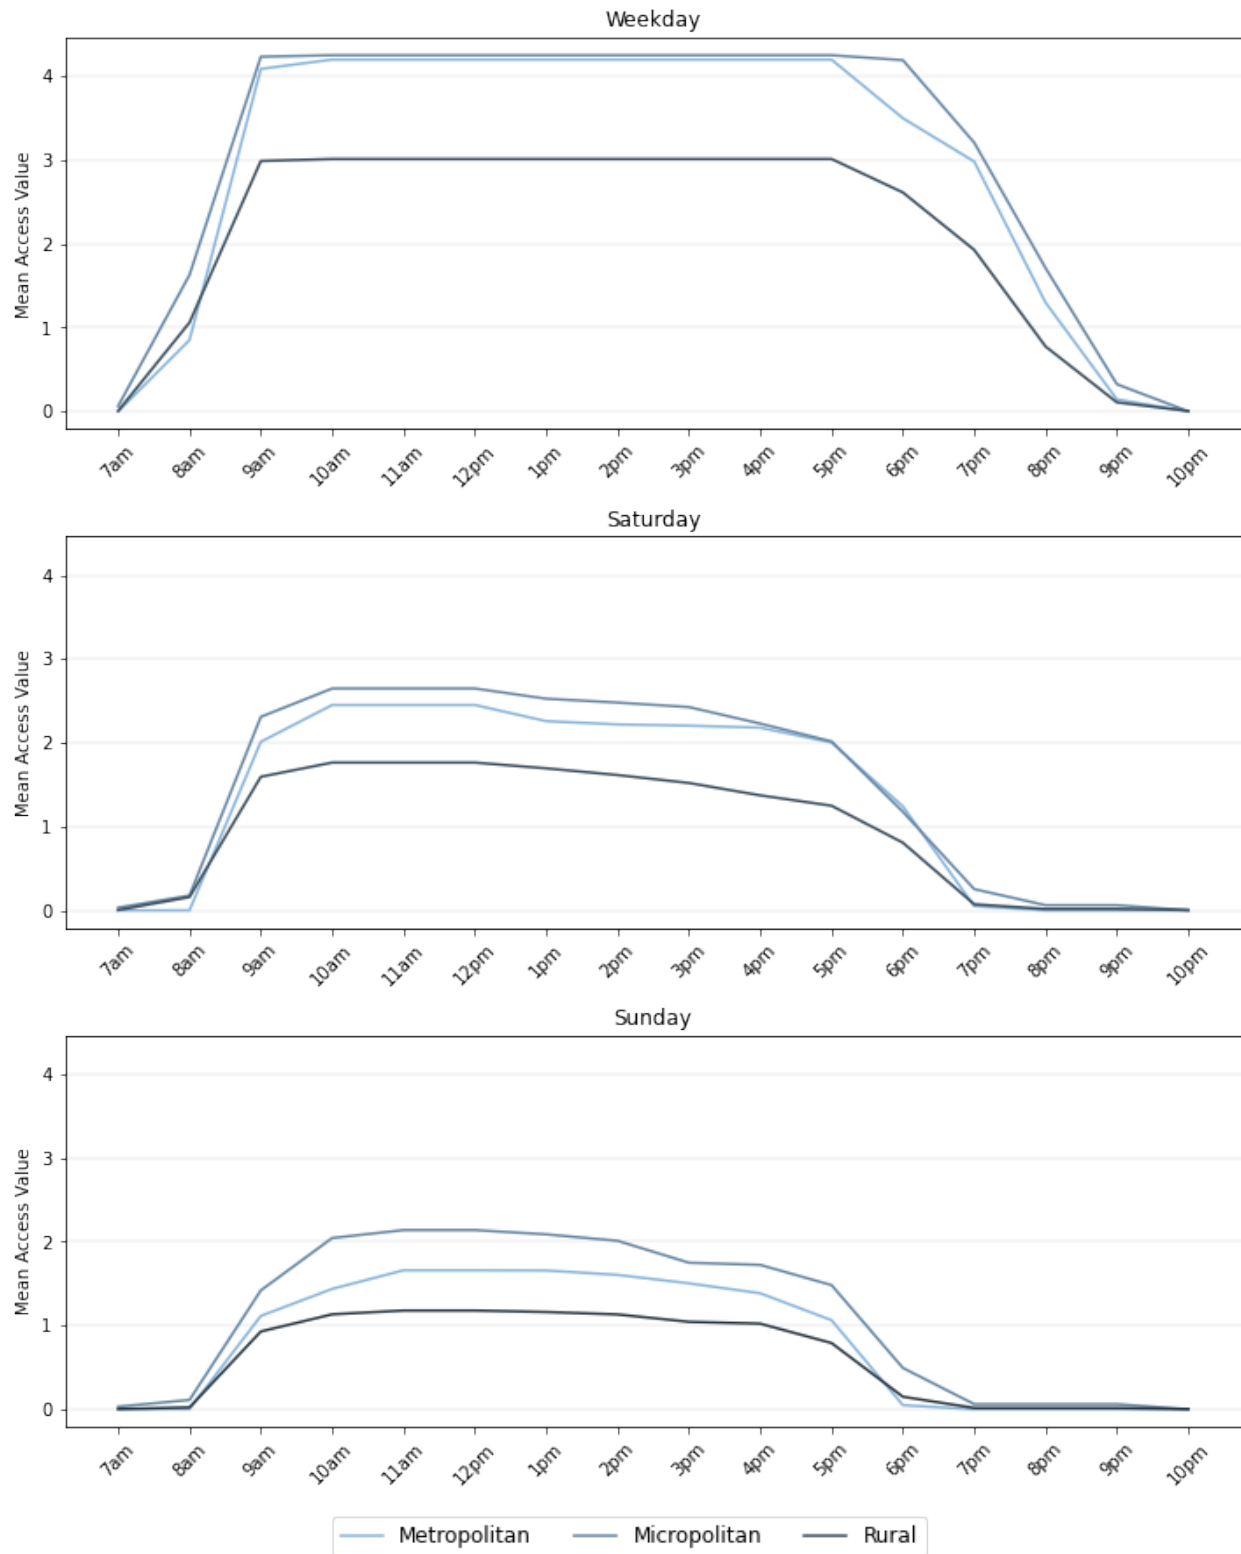 Weekday
Mean Access Value
4
3
2
1
0
7am 8am 9am 10am 11am 12pm 1pm 2pm 3pm 4pm 5pm 6pm 7pm 8pm 9pm 10pm
Saturday
Mean Access Value
4
3
2
1
0
7am 8am 9am 10am 11am 12pm 1pm 2pm 3pm 4pm 5pm 6pm 7pm 8pm 9pm 10pm
Sunday
Mean Access Value
4
3
2
1
0
7am 8am 9am 10am 11am 12pm 1pm 2pm 3pm 4pm 5pm 6pm 7pm 8pm 9pm 10pm
Metropolitan Micropolitan Rural